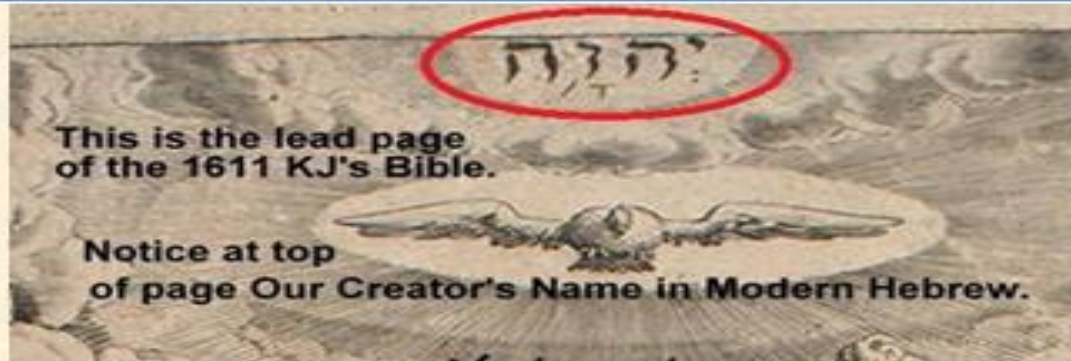 יהוה
This is the lead page
of the 1611 KJ's Bible.
Notice at top
of page Our Creator's Name in Modern Hebrew.